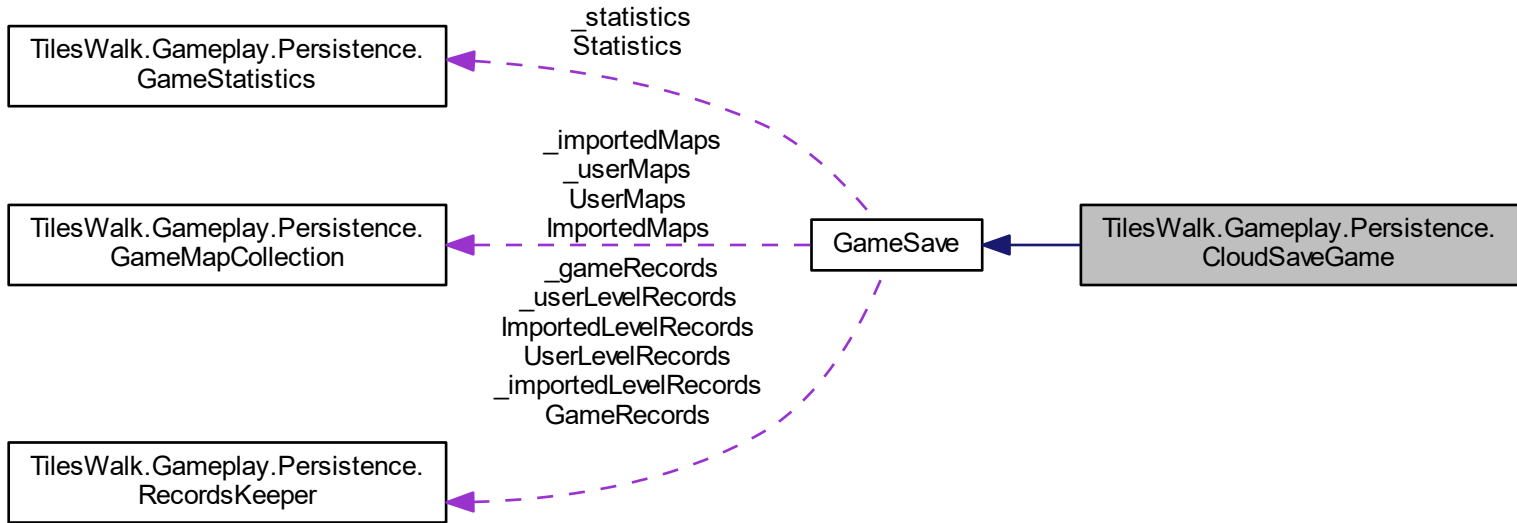 _statistics
Statistics
TilesWalk.Gameplay.Persistence.
GameStatistics
_importedMaps
_userMaps
UserMaps
ImportedMaps
TilesWalk.Gameplay.Persistence.
GameMapCollection
GameSave
TilesWalk.Gameplay.Persistence.
CloudSaveGame
_gameRecords
_userLevelRecords
ImportedLevelRecords
UserLevelRecords
_importedLevelRecords
GameRecords
TilesWalk.Gameplay.Persistence.
RecordsKeeper